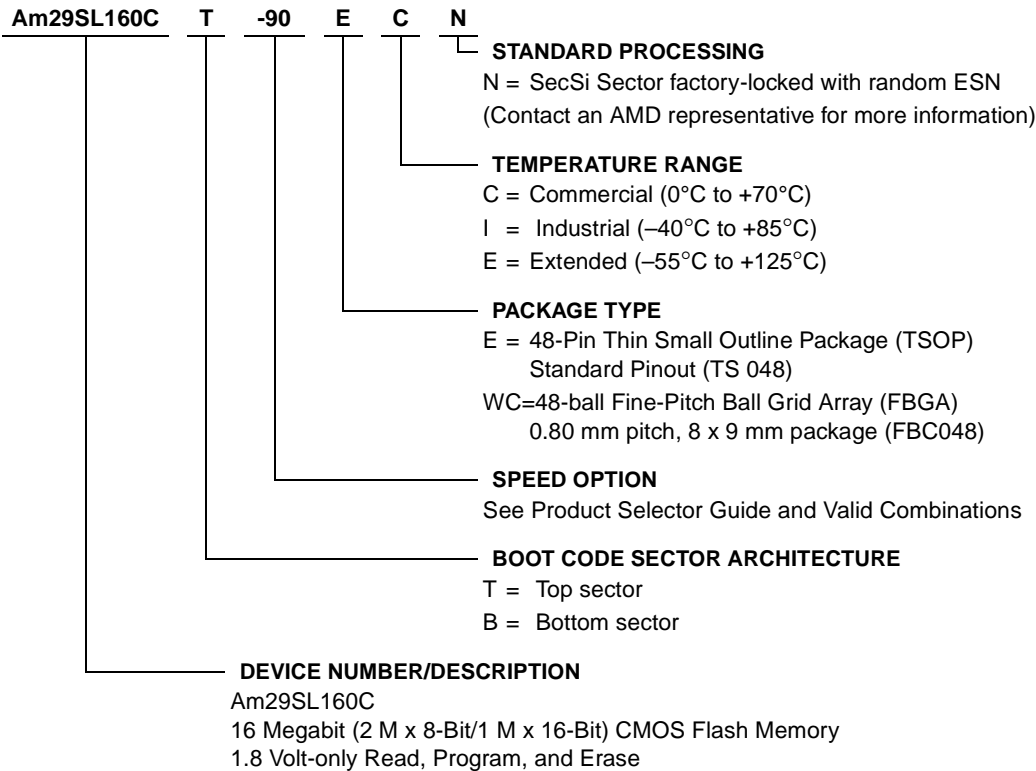 Am29SL160C T -90 E C N
STANDARD PROCESSING
N = SecSi Sector factory-locked with random ESN
(Contact an AMD representative for more information)
TEMPERATURE RANGE
C = Commercial (0°C to +70°C)
I = Industrial (–40°C to +85°C)
E = Extended (–55°C to +125°C)
PACKAGE TYPE
E = 48-Pin Thin Small Outline Package (TSOP)
Standard Pinout (TS 048)
WC=48-ball Fine-Pitch Ball Grid Array (FBGA)
0.80 mm pitch, 8 x 9 mm package (FBC048)
SPEED OPTION
See Product Selector Guide and Valid Combinations
BOOT CODE SECTOR ARCHITECTURE
T = Top sector
B = Bottom sector
DEVICE NUMBER/DESCRIPTION
Am29SL160C
16 Megabit (2 M x 8-Bit/1 M x 16-Bit) CMOS Flash Memory
1.8 Volt-only Read, Program, and Erase